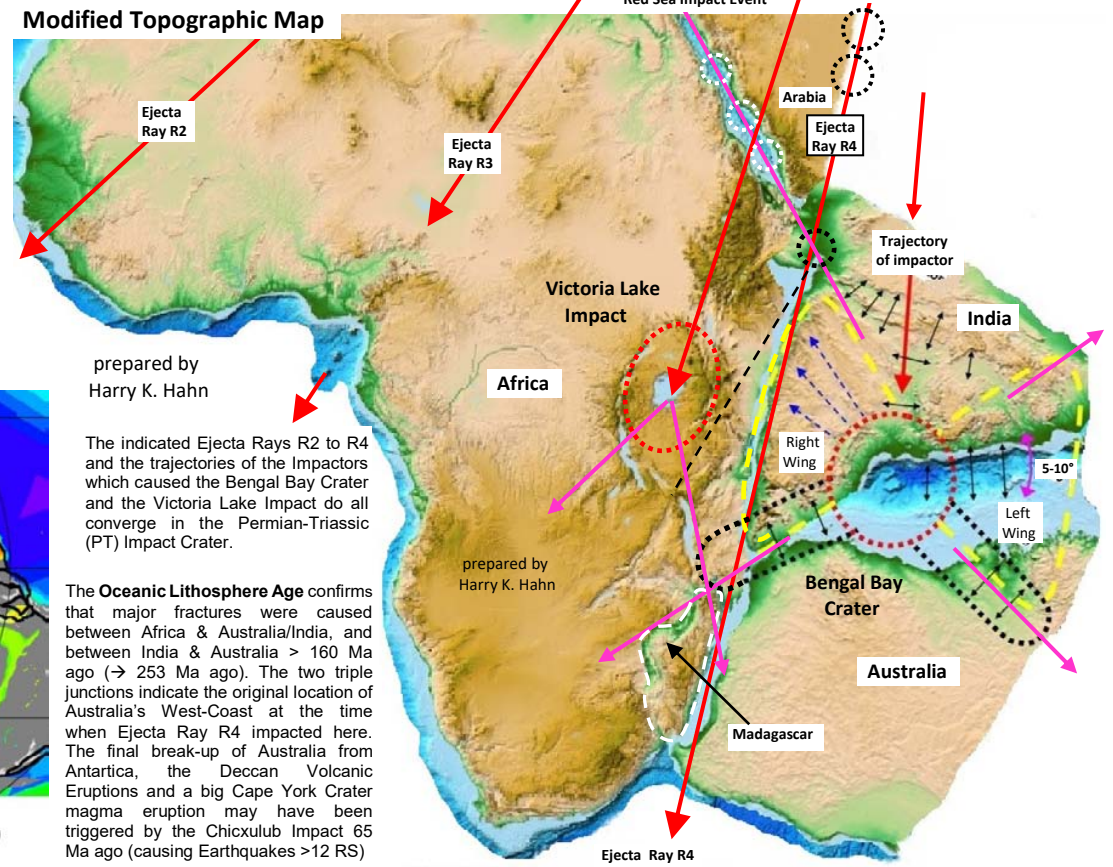 Modified Topographic Map
Red Sea Impact Event
Ejecta
Ray R2
Ejecta
Ray R3
Arabia
Ejecta
Ray R4
Trajectory
of impactor
Victoria Lake
Impact
India
prepared by
Harry K. Hahn
Africa
The indicated Ejecta Rays R2 to R4
and the trajectories of the Impactors
which caused the Bengal Bay Crater
and the Victoria Lake Impact do all
converge in the Permian-Triassic
(PT) Impact Crater.
Right
Wing
5-10°
Left
Wing
prepared by
Harry K. Hahn
Bengal Bay
Crater
The Oceanic Lithosphere Age confirms
that major fractures were caused
between Africa & Australia/India, and
between India & Australia > 160 Ma
ago (→ 253 Ma ago). The two triple
junctions indicate the original location of
Australia's West-Coast at the time
when Ejecta Ray R4 impacted here.
The final break-up of Australia from
Antartica, the Deccan Volcanic
Eruptions and a big Cape York Crater
magma eruption may have been
triggered by the Chicxulub Impact 65
Ma ago (causing Earthquakes >12 RS)
Australia
Madagascar
Ejecta Ray R4